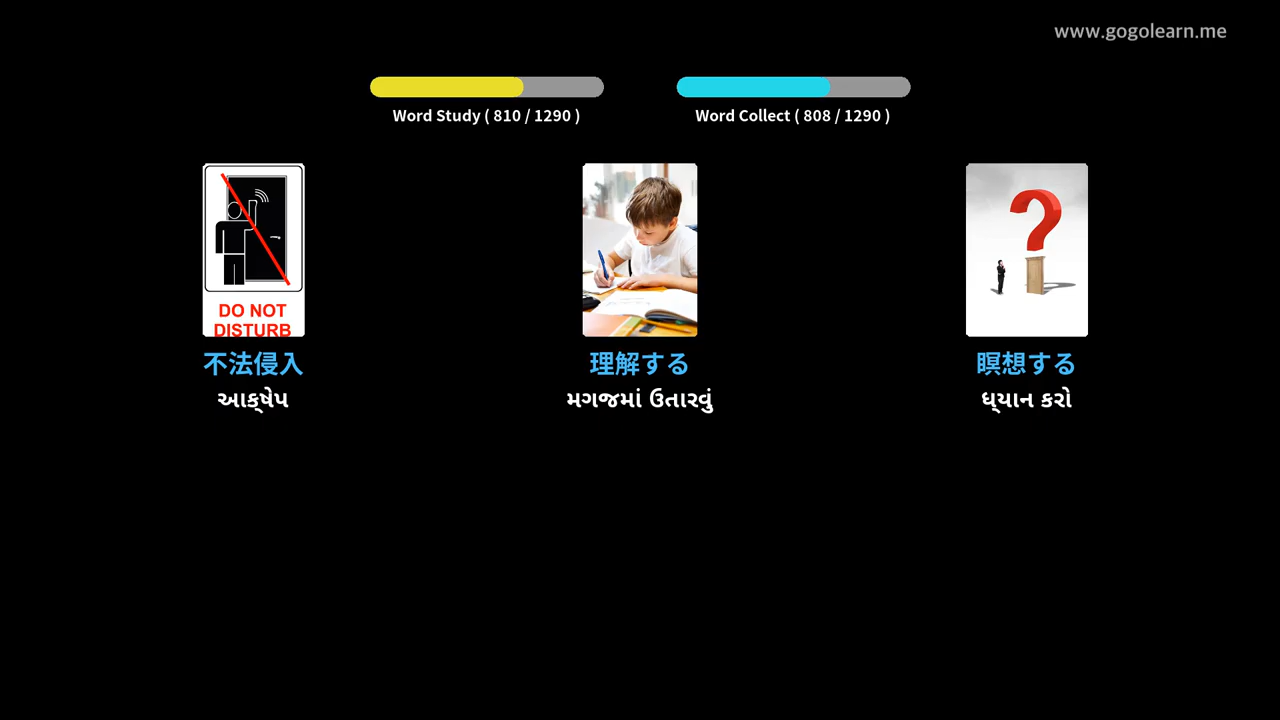 www.gogolearn.me
Word Study ( 810 / 1290 )
Word Collect ( 808 / 1290 )
DO NOT
DISTURB
不法侵入
理解する
瞑想する
આક્ષેપ
મગજમાં ઉતારવું
ધ્યાન કરો